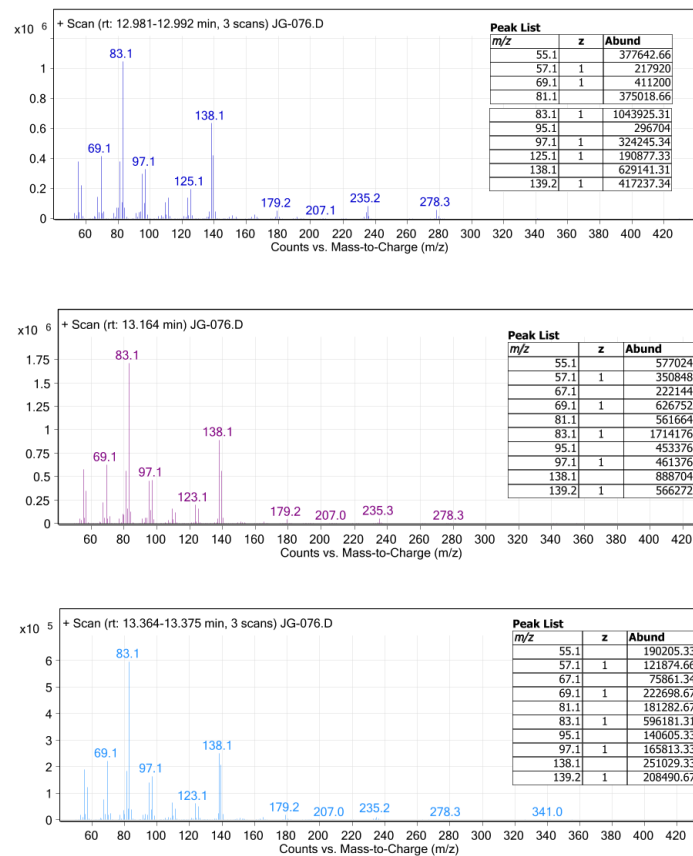 x10 6
+ Scan (rt: 12.981-12.992 min, 3 scans) JG-076.D
83.1
138.1
69.1
97.1
125.1
179.2
207.1
235.2
278.3
1
0.8
0.6
0.4
0.2
0
60 80 100 120 140 160 180 200 220 240 260 280 300 320 340 360 380 400 420
Counts vs. Mass-to-Charge (m/z)
Peak List
m/z z Abund
55.1 377642.66
57.1 1 217920
69.1 1 411200
81.1 375018.66
83.1 1 1043925.31
95.1 296704
97.1 1 324245.34
125.1 1 190877.33
138.1 629141.31
139.2 1 417237.34
x10 6
+ Scan (rt: 13.164 min) JG-076.D
83.1
138.1
69.1
97.1
123.1
179.2
207.0
235.3
278.3
1.75
1.5
1.25
1
0.75
0.5
0.25
0
60 80 100 120 140 160 180 200 220 240 260 280 300 320 340 360 380 400 420
Counts vs. Mass-to-Charge (m/z)
Peak List
m/z z Abund
55.1 577024
57.1 1 350848
67.1 222144
69.1 1 626752
81.1 561664
83.1 1 1714176
95.1 453376
97.1 1 461376
138.1 888704
139.2 1 566272
x10 5
+ Scan (rt: 13.364-13.375 min, 3 scans) JG-076.D
83.1
138.1
69.1
97.1
123.1
179.2
207.0
235.2
278.3
341.0
6
5
4
3
2
1
0
60 80 100 120 140 160 180 200 220 240 260 280 300 320 340 360 380 400 420
Counts vs. Mass-to-Charge (m/z)
Peak List
m/z z Abund
55.1 190205.33
57.1 1 121874.66
67.1 75861.34
69.1 1 222698.67
81.1 181282.67
83.1 1 596181.31
95.1 140605.33
97.1 1 165813.33
138.1 251029.33
139.2 1 208490.67